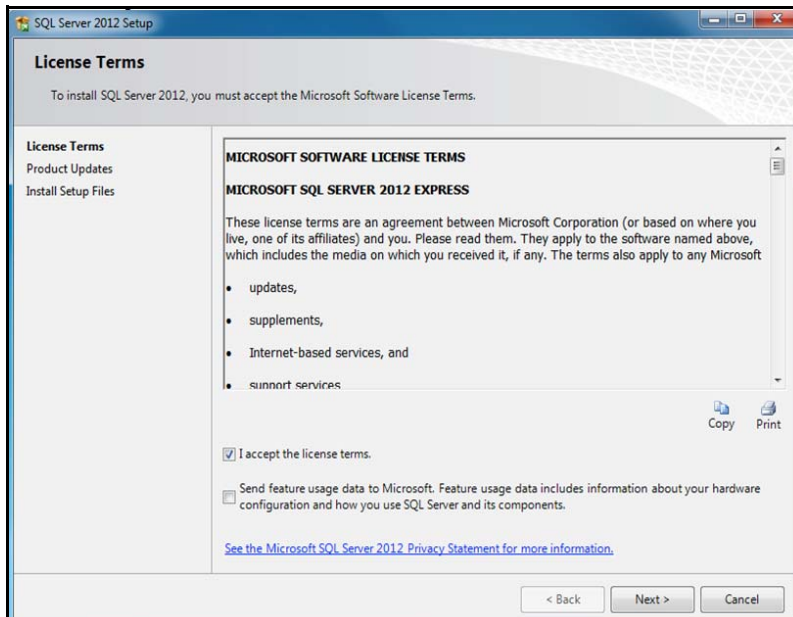 SQL Server 2012 Setup
License Terms
To install SQL Server 2012, you must accept the Microsoft Software License Terms.
License Terms
Product Updates
Install Setup Files
MICROSOFT SOFTWARE LICENSE TERMS
MICROSOFT SQL SERVER 2012 EXPRESS
These license terms are an agreement between Microsoft Corporation (or based on where you
live, one of its affiliates) and you. Please read them. They apply to the software named above,
which includes the media on which you received it, if any. The terms also apply to any Microsoft
• updates,
• supplements,
• Internet-based services, and
• support services
Copy Print
I accept the license terms.
Send feature usage data to Microsoft. Feature usage data includes information about your hardware
configuration and how you use SQL Server and its components.
See the Microsoft SQL Server 2012 Privacy Statement for more information.
< Back Next > Cancel